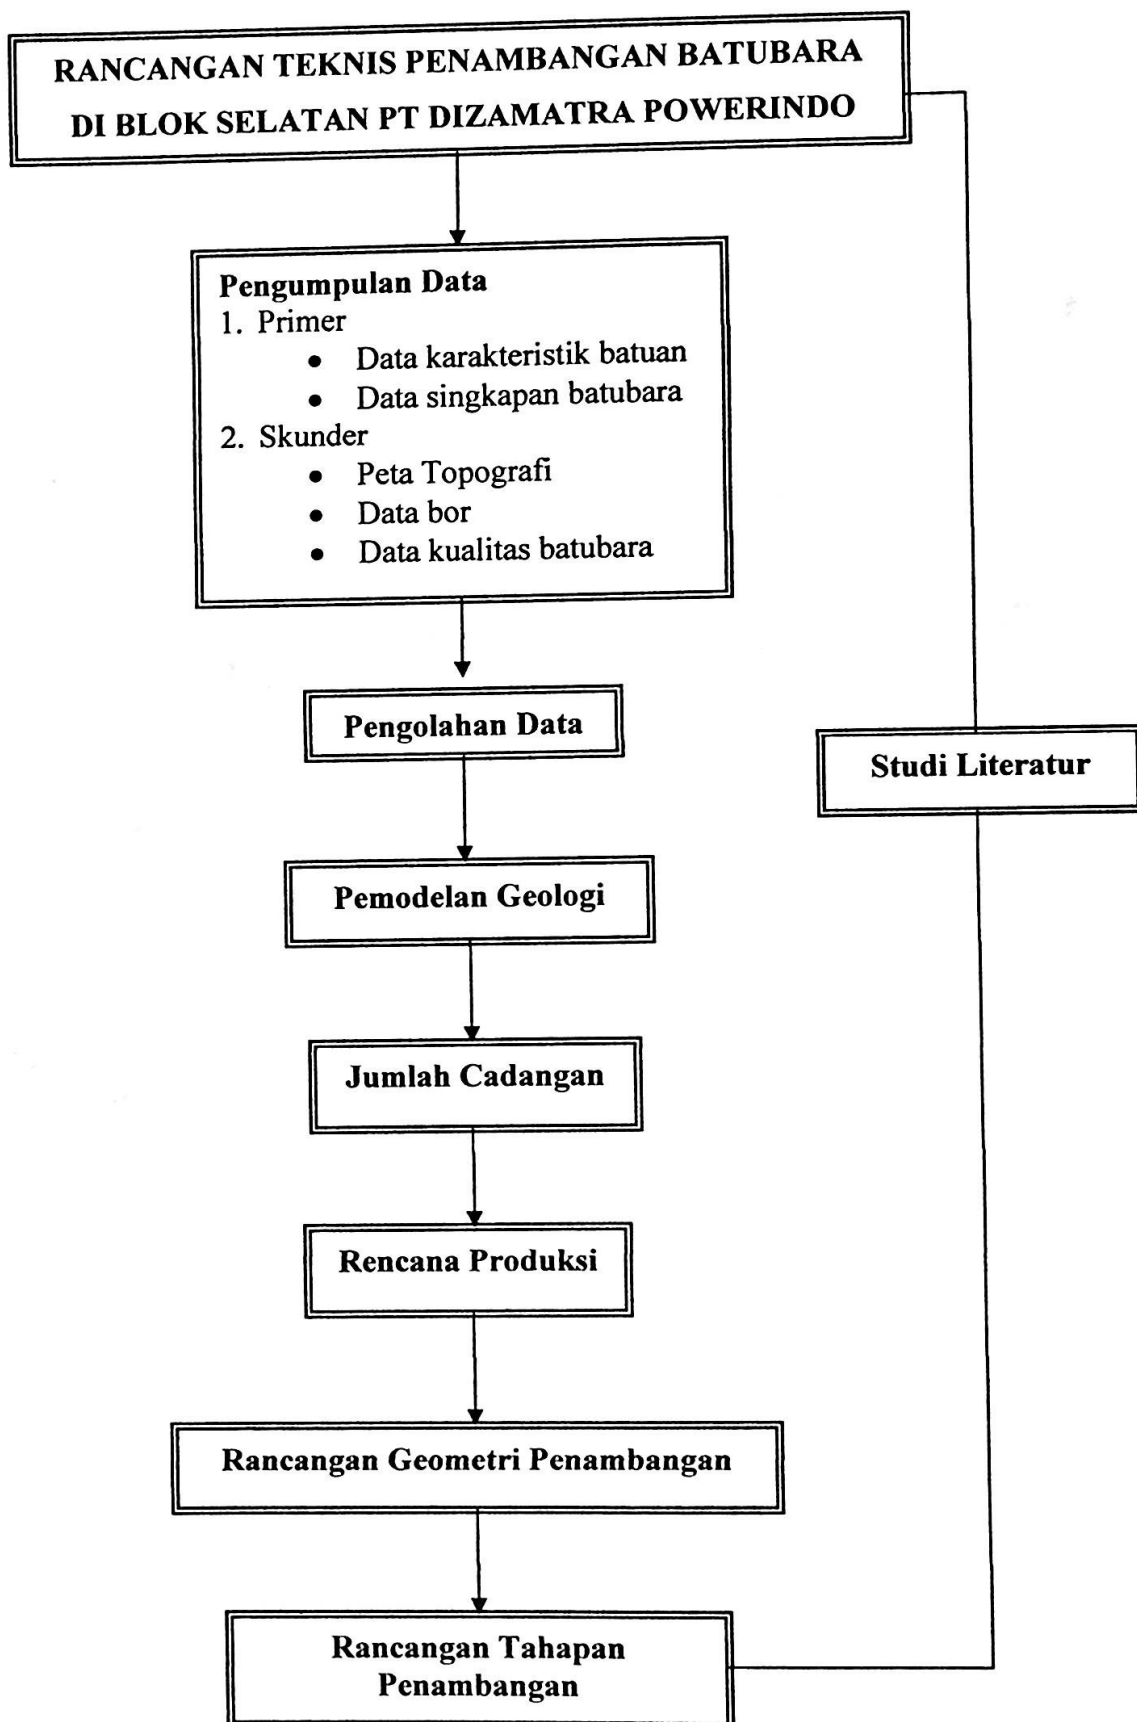 RANCANGAN TEKNIS PENAMBANGAN BATUBARA
DI BLOK SELATAN PT DIZAMATRA POWERINDO
Pengumpulan Data
1. Primer
• Data karakteristik batuan
• Data singkapan batubara
2. Skunder
• Peta Topografi
• Data bor
• Data kualitas batubara
Pengolahan Data
Studi Literatur
Pemodelan Geologi
Jumlah Cadangan
Rencana Produksi
Rancangan Geometri Penambangan
Rancangan Tahapan
Penambangan